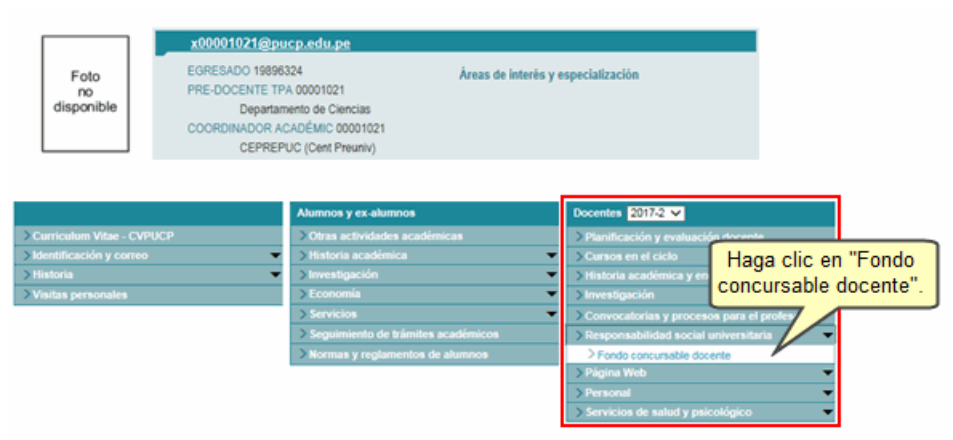 Foto
no
disponible
x00001021@pucp.edu.pe
EGRESADO 19896324
PRE-DOCENTE TPA 00001021
Departamento de Ciencias
COORDINADOR ACADÉMIC 00001021
CEPREPUC (Cent Preuniv)
Áreas de interés y especialización
Curriculum Vitae - CVPUCP
Identificación y correo
Historia
Visitas personales
Alumnos y ex-alumnos
Otras actividades académicas
Historia académica
Investigación
Economía
Servicios
Seguimiento de trámites académicos
Normas y reglamentos de alumnos
Docentes 2017-2
Planificación y evaluación docente
Cursos en el ciclo
Historia académica y en
Investigación
Convocatorias y procesos para el profes
Responsabilidad social universitaria
Fondo concursable docente
Página Web
Personal
Servicios de salud y psicológico
Haga clic en "Fondo
concursable docente".